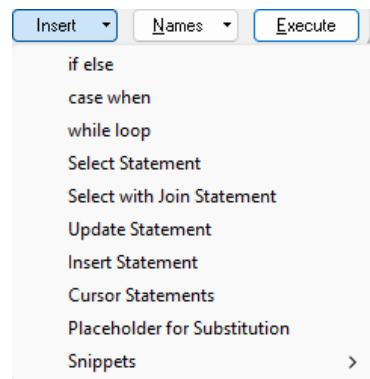 Insert Names Execute
if else
case when
while loop
Select Statement
Select with Join Statement
Update Statement
Insert Statement
Cursor Statements
Placeholder for Substitution
Snippets